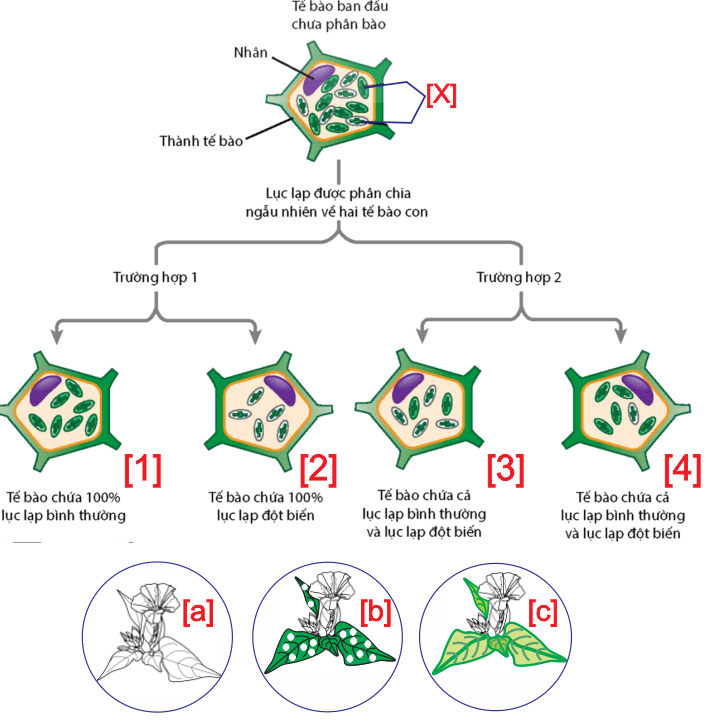 Tế bào ban đầu
chưa phân bào
Nhân
[X]
Thành tế bào
Lục lạp được phân chia
ngẫu nhiên về hai tế bào con
Trường hợp 1
Trường hợp 2
[1]
[2]
[3]
[4]
Tế bào chứa 100%
lục lạp bình thường
Tế bào chứa 100%
lục lạp đột biến
Tế bào chứa cả
lục lạp bình thường
và lục lạp đột biến
Tế bào chứa cả
lục lạp bình thường
và lục lạp đột biến
[a]
[b]
[c]